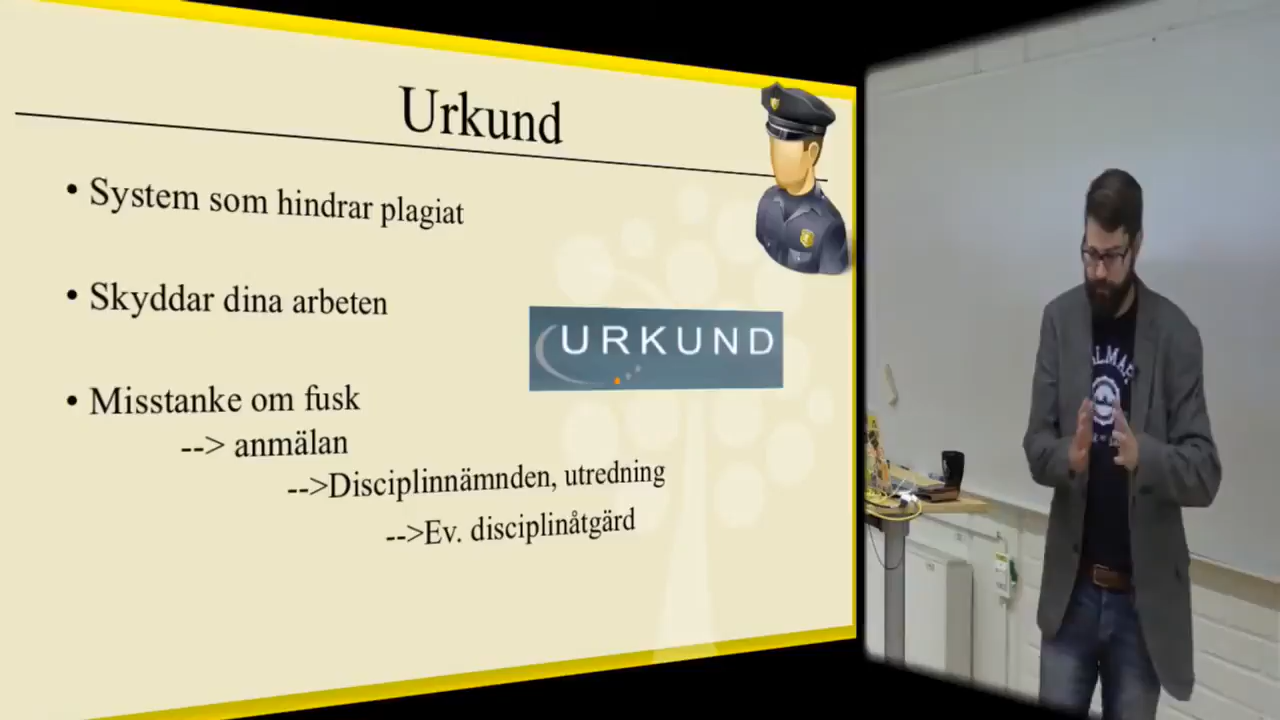 Urkund
• System som hindrar plagiat
• Skyddar dina arbeten
URKUND
• Misstanke om fusk
--> anmälan
-->Disciplinnämnden, utredning
-->Ev. disciplinåtgärd